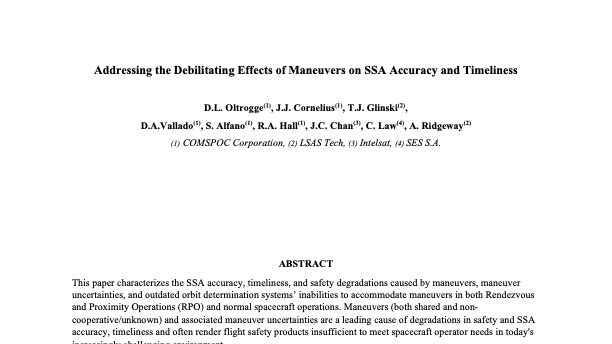 Addressing the Debilitating Effects of Maneuvers on SSA Accuracy and Timeliness
D.L. Oltrogge(1), J.J. Cornelius(1), T.J. Glinski(2),
D.A.Vallado(1), S. Alfano(1), R.A. Hall(1), J.C. Chan(3), C. Law(4), A. Ridgeway(2)
(1) COMSPOC Corporation, (2) LSAS Tech, (3) Intelsat, (4) SES S.A.
ABSTRACT
This paper characterizes the SSA accuracy, timeliness, and safety degradations caused by maneuvers, maneuver
uncertainties, and outdated orbit determination systems' inabilities to accommodate maneuvers in both Rendezvous
and Proximity Operations (RPO) and normal spacecraft operations. Maneuvers (both shared and non-
cooperative/unknown) and associated maneuver uncertainties are a leading cause of degradations in safety and SSA
accuracy, timeliness and often render flight safety products insufficient to meet spacecraft operator needs in today's